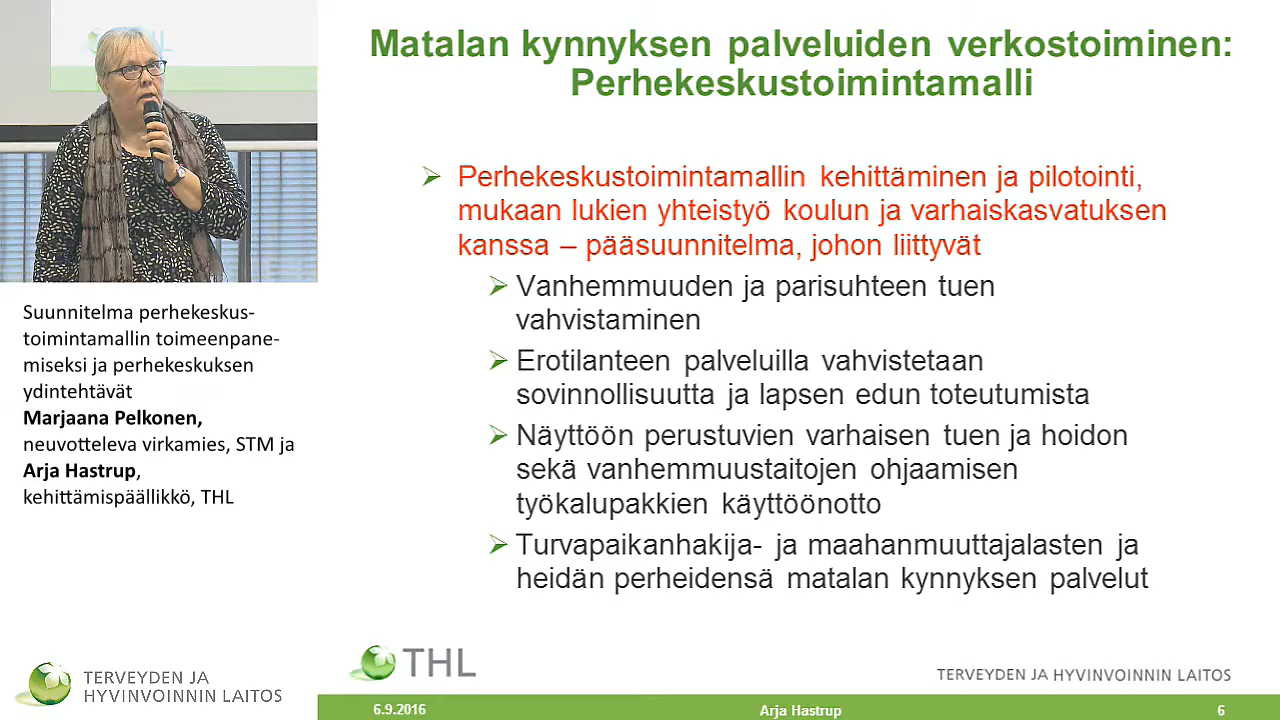 Matalan kynnyksen palveluiden verkostoiminen:
Perhekeskustoimintamalli
Perhekeskustoimintamallin kehittäminen ja pilotointi,
mukaan lukien yhteistyö koulun ja varhaiskasvatuksen
kanssa – pääsuunnitelma, johon liittyvät
Vanhemmuuden ja parisuhteen tuen
vahvistaminen
Erotilanteen palveluilla vahvistetaan
sovinnollisuutta ja lapsen edun toteutumista
Näyttöön perustuvien varhaisen tuen ja hoidon
sekä vanhemmuustaitojen ohjaamisen
työkalupakkien käyttöönotto
Turvapaikanhakija- ja maahanmuuttajalasten ja
heidän perheidensä matalan kynnyksen palvelut
Suunnitelma perhekeskus-
toimintamallin toimeenpane-
miseksi ja perhekeskuksen
ydintehtävät
Marjaana Pelkonen,
neuvotteleva virkamies, STM ja
Arja Hastrup,
kehittämispäällikkö, THL
TERVEYDEN JA
HYVINVOINNIN LAITOS
THL
TERVEYDEN JA HYVINVOINNIN LAITOS
6.9.2016
Arja Hastrup
6